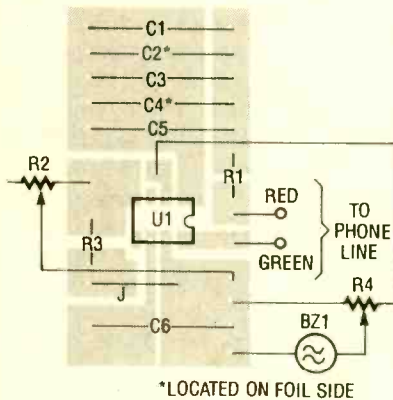 C1
C2*
C3
C4*
C5
R2
R1
RED
U1
TO
PHONE
LINE
R3
GREEN
R4
J
BZ1
C6
*LOCATED ON FOIL SIDE